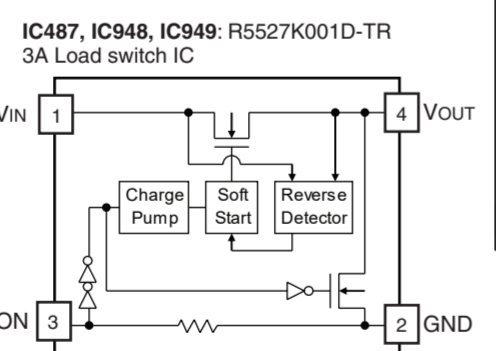 IC487, IC948, IC949: R5527K001D-TR
3A Load switch IC
VIN 1 4 VOUT
Charge Pump
Soft Start
Reverse Detector
ON 3 2 GND